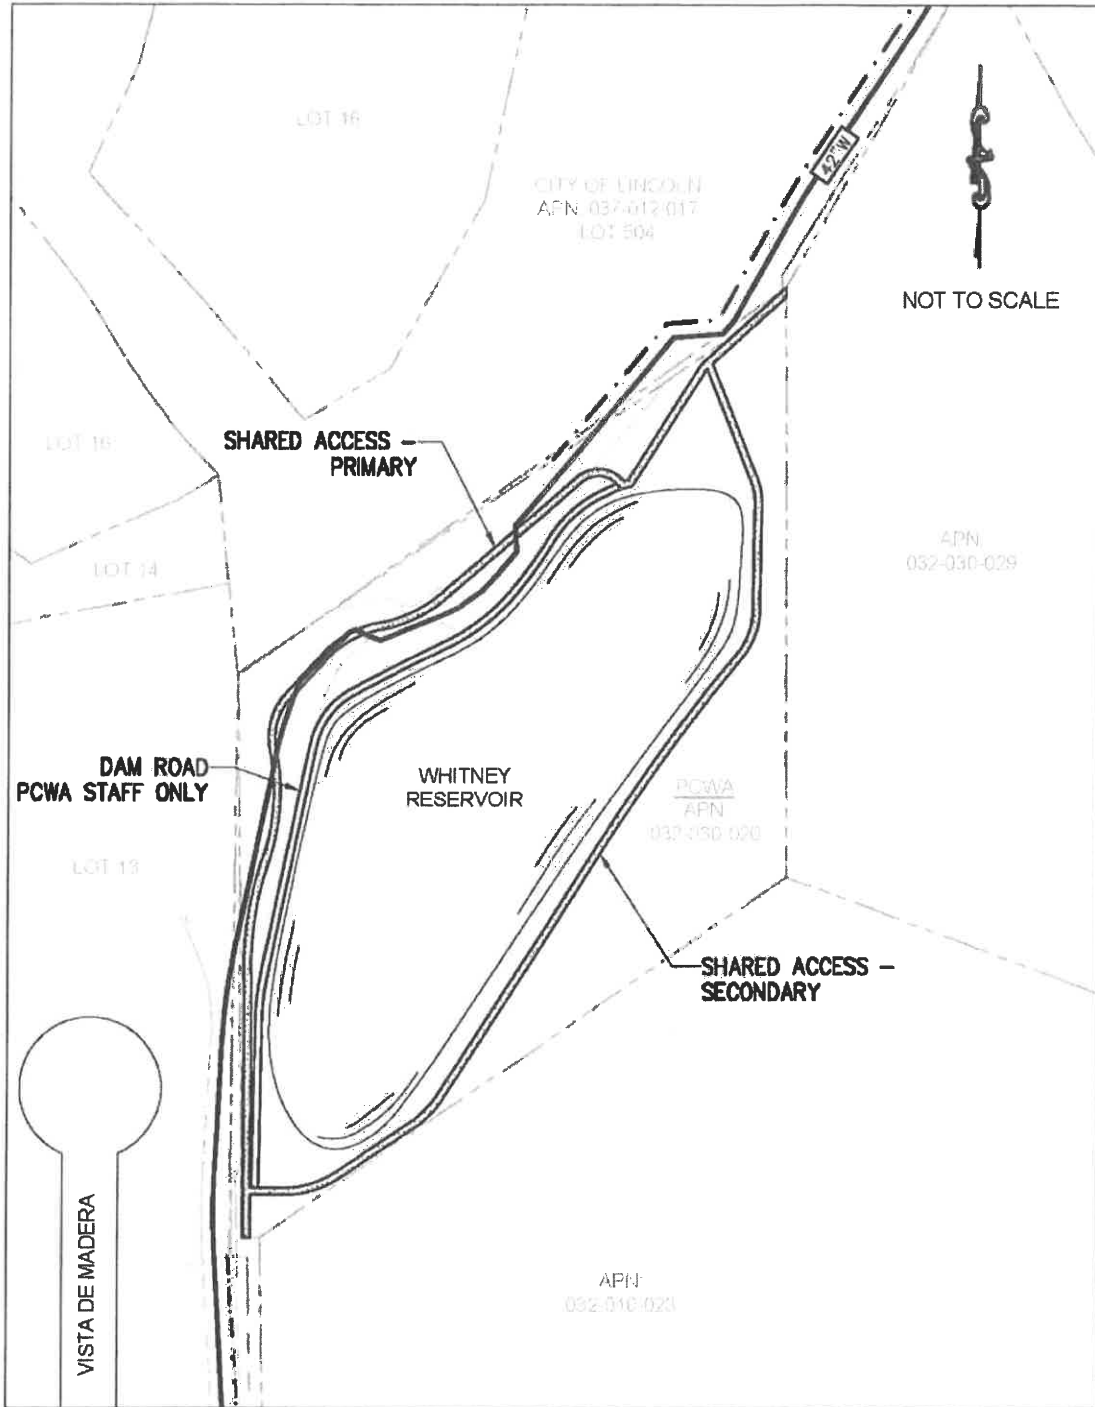 LOT 16
CITY OF LINCOLN
APN 037-012-017
LOT 504
42"W
NOT TO SCALE
SHARED ACCESS -
PRIMARY
LOT 16
LOT 14
APN
032-030-029
DAM ROAD
PCWA STAFF ONLY
WHITNEY
RESERVOIR
PCWA
APN
032-030-020
LOT 13
SHARED ACCESS -
SECONDARY
VISTA DE MADERA
APN:
032-010-023